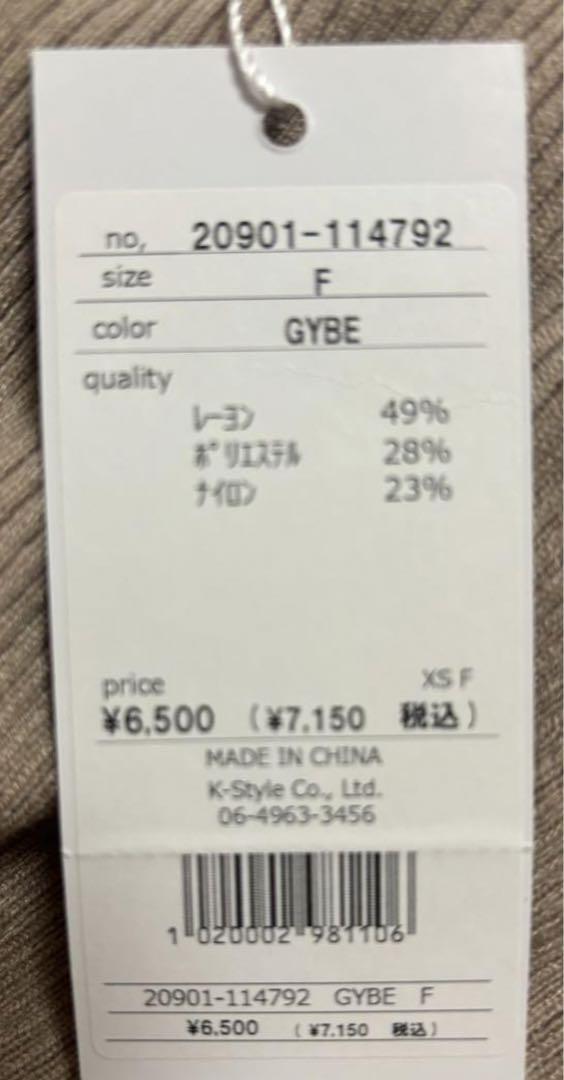 no, 20901-114792
size F
color GYBE
quality
ﾚｰﾖﾝ 49%
ﾎﾟﾘｴｽﾃﾙ 28%
ﾅｲﾛﾝ 23%
price XS F
¥6,500 (¥7,150 税込)
MADE IN CHINA
K-Style Co., Ltd.
06-4963-3456
1 020002 981106
20901-114792 GYBE F
¥6,500 (¥7,150 税込)